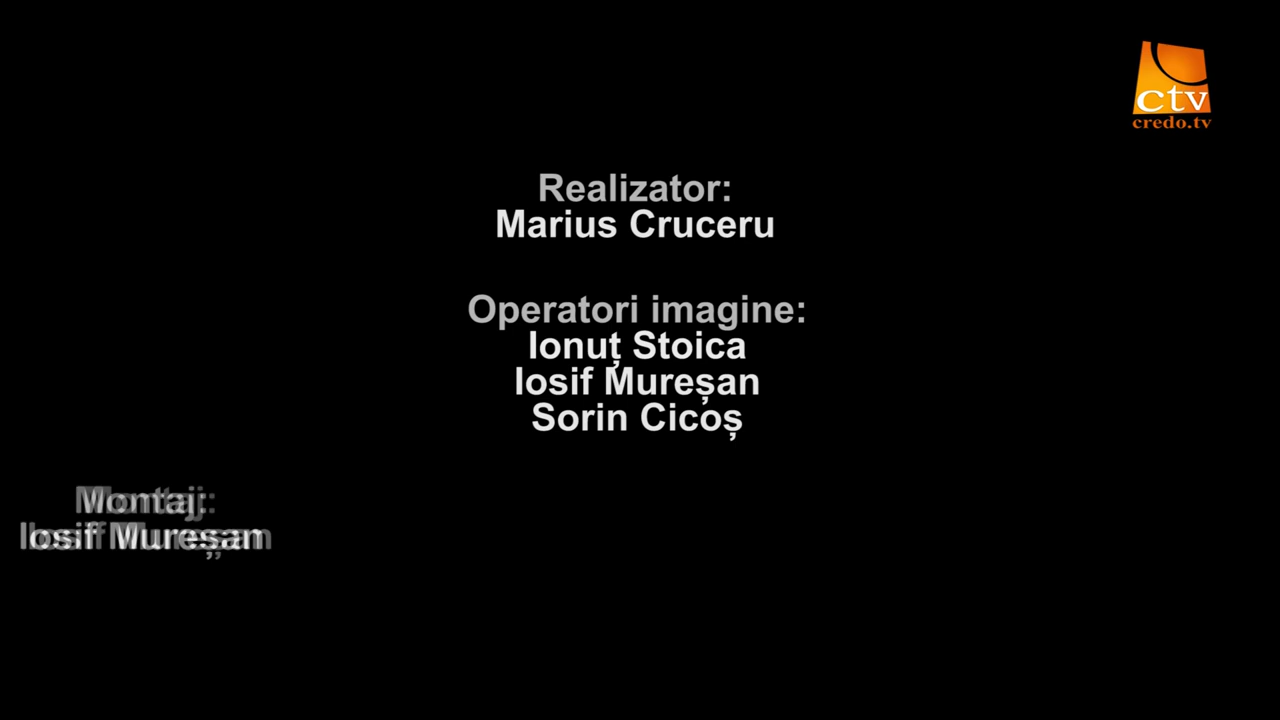 ctv
credo.tv
Realizator:
Marius Cruceru
Operatori imagine:
Ionuț Stoica
Iosif Mureșan
Sorin Cicoș
Montaj:
Iosif Mureșan